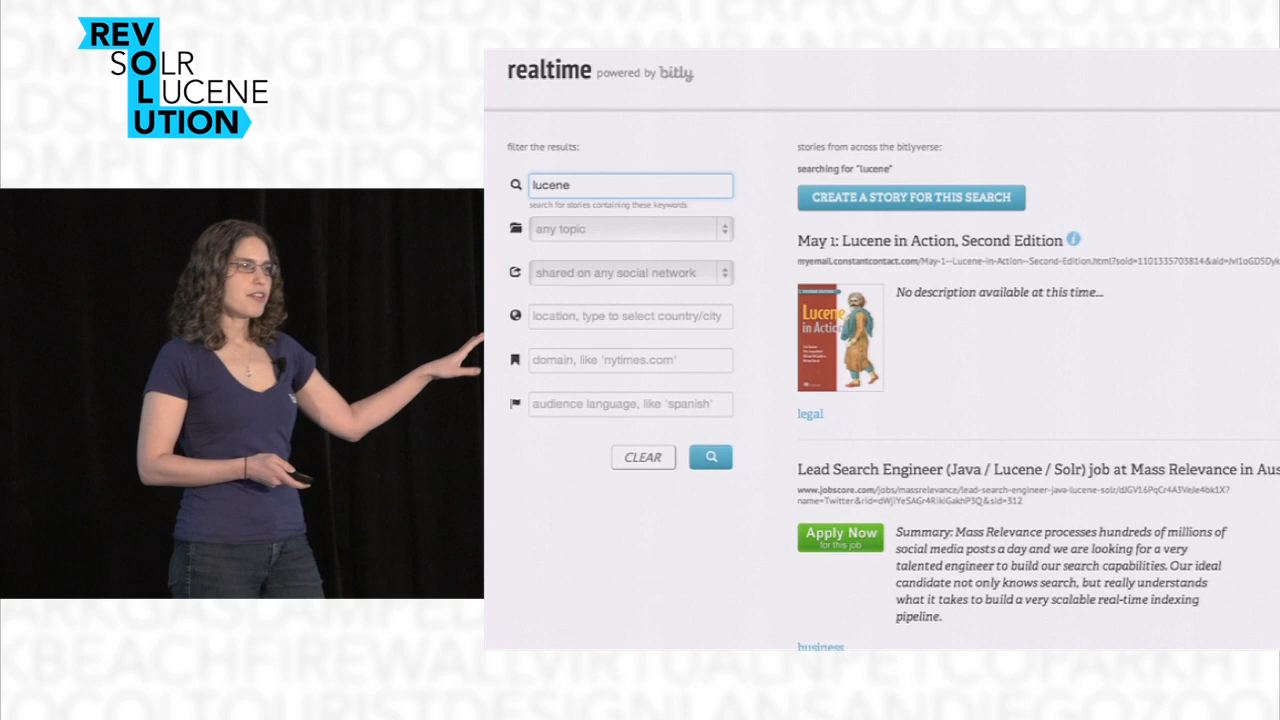 REV
SOLR
LUCENE
UTION
realtime powered by bitly
filter the results:
lucene
search for stories containing these keywords
any topic
shared on any social network
location, type to select country/city
domain, like 'nytimes.com'
audience language, like 'spanish'
CLEAR
stories from across the bitlyverse:
searching for "lucene"
CREATE A STORY FOR THIS SEARCH
May 1: Lucene in Action, Second Edition
No description available at this time...
Lucene
in Action
legal
Lead Search Engineer (Java / Lucene / Solr) job at Mass Relevance in Aus
name=Twitter&rid=dWjiYeSAGr4RikiGakhP3Q&sid=312
Apply Now
for this job
Summary: Mass Relevance processes hundreds of millions of
social media posts a day and we are looking for a very
talented engineer to build our search capabilities. Our ideal
candidate not only knows search, but really understands
what it takes to build a very scalable real-time indexing
pipeline.
business